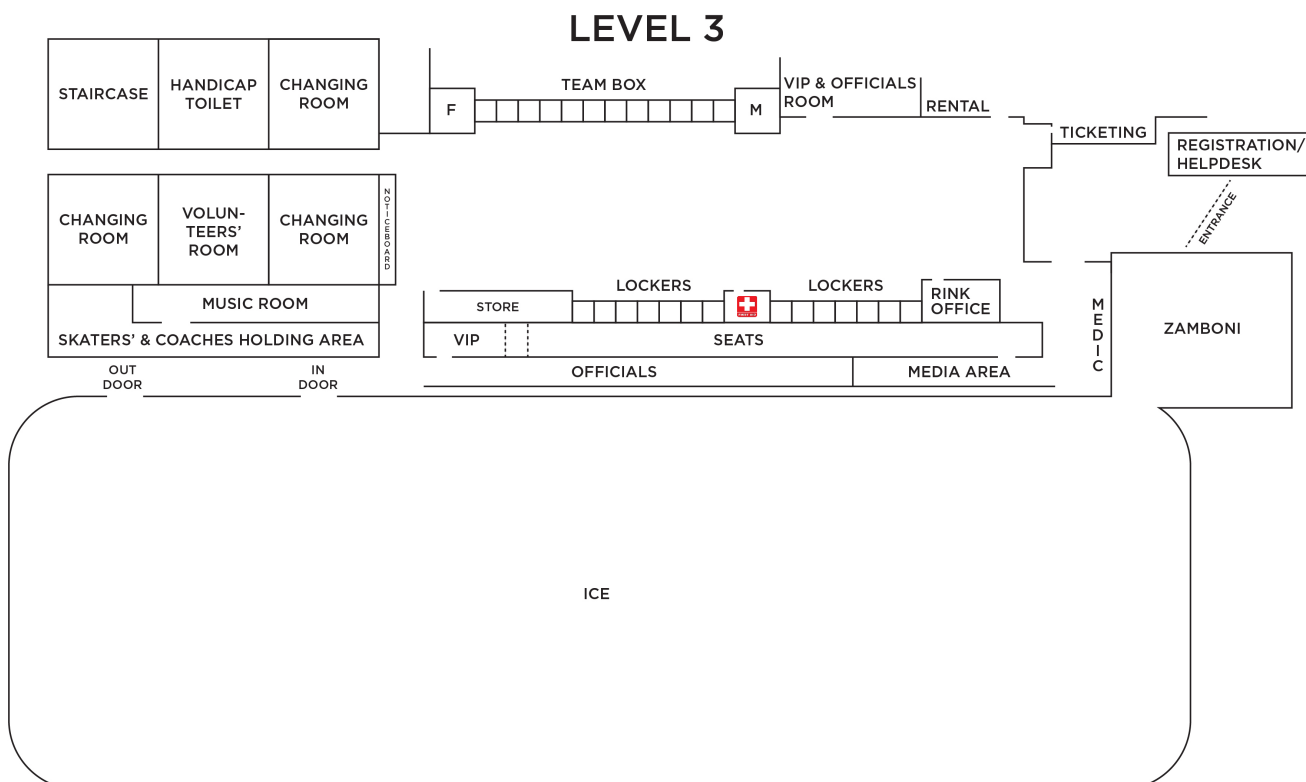 LEVEL 3
STAIRCASE
HANDICAP
TOILET
CHANGING
ROOM
F
TEAM BOX
M
VIP & OFFICIALS
ROOM
RENTAL
TICKETING
REGISTRATION/
HELPDESK
ENTRANCE
CHANGING
ROOM
VOLUN-
TEERS'
ROOM
CHANGING
ROOM
NOTICEBOARD
MUSIC ROOM
SKATERS' & COACHES HOLDING AREA
STORE
LOCKERS
LOCKERS
RINK
OFFICE
VIP
SEATS
OFFICIALS
MEDIA AREA
MEDIC
ZAMBONI
OUT
DOOR
IN
DOOR
ICE